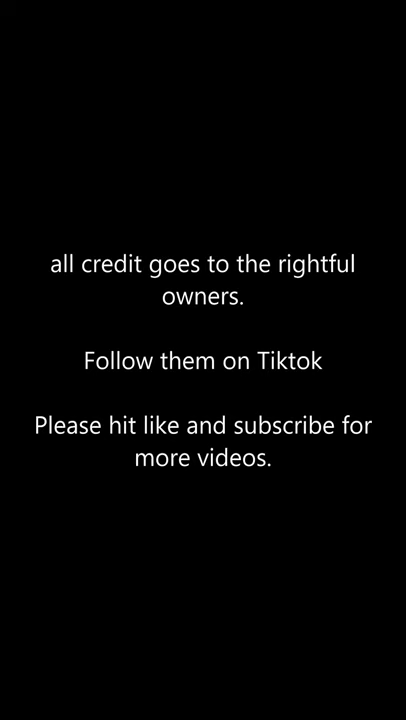 all credit goes to the rightful
owners.
Follow them on Tiktok
Please hit like and subscribe for
more videos.